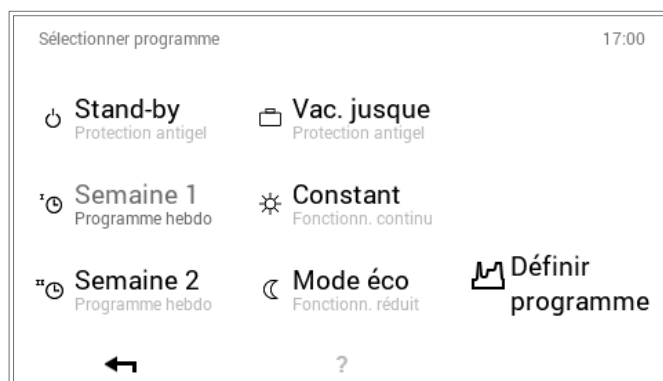 Sélectionner programme 17:00
Stand-by Vac. jusque
Protection antigel Protection antigel
I Semaine 1 Constant
Programme hebdo Fonctionn. continu
II Semaine 2 Mode éco Définir
Programme hebdo Fonctionn. réduit programme
?